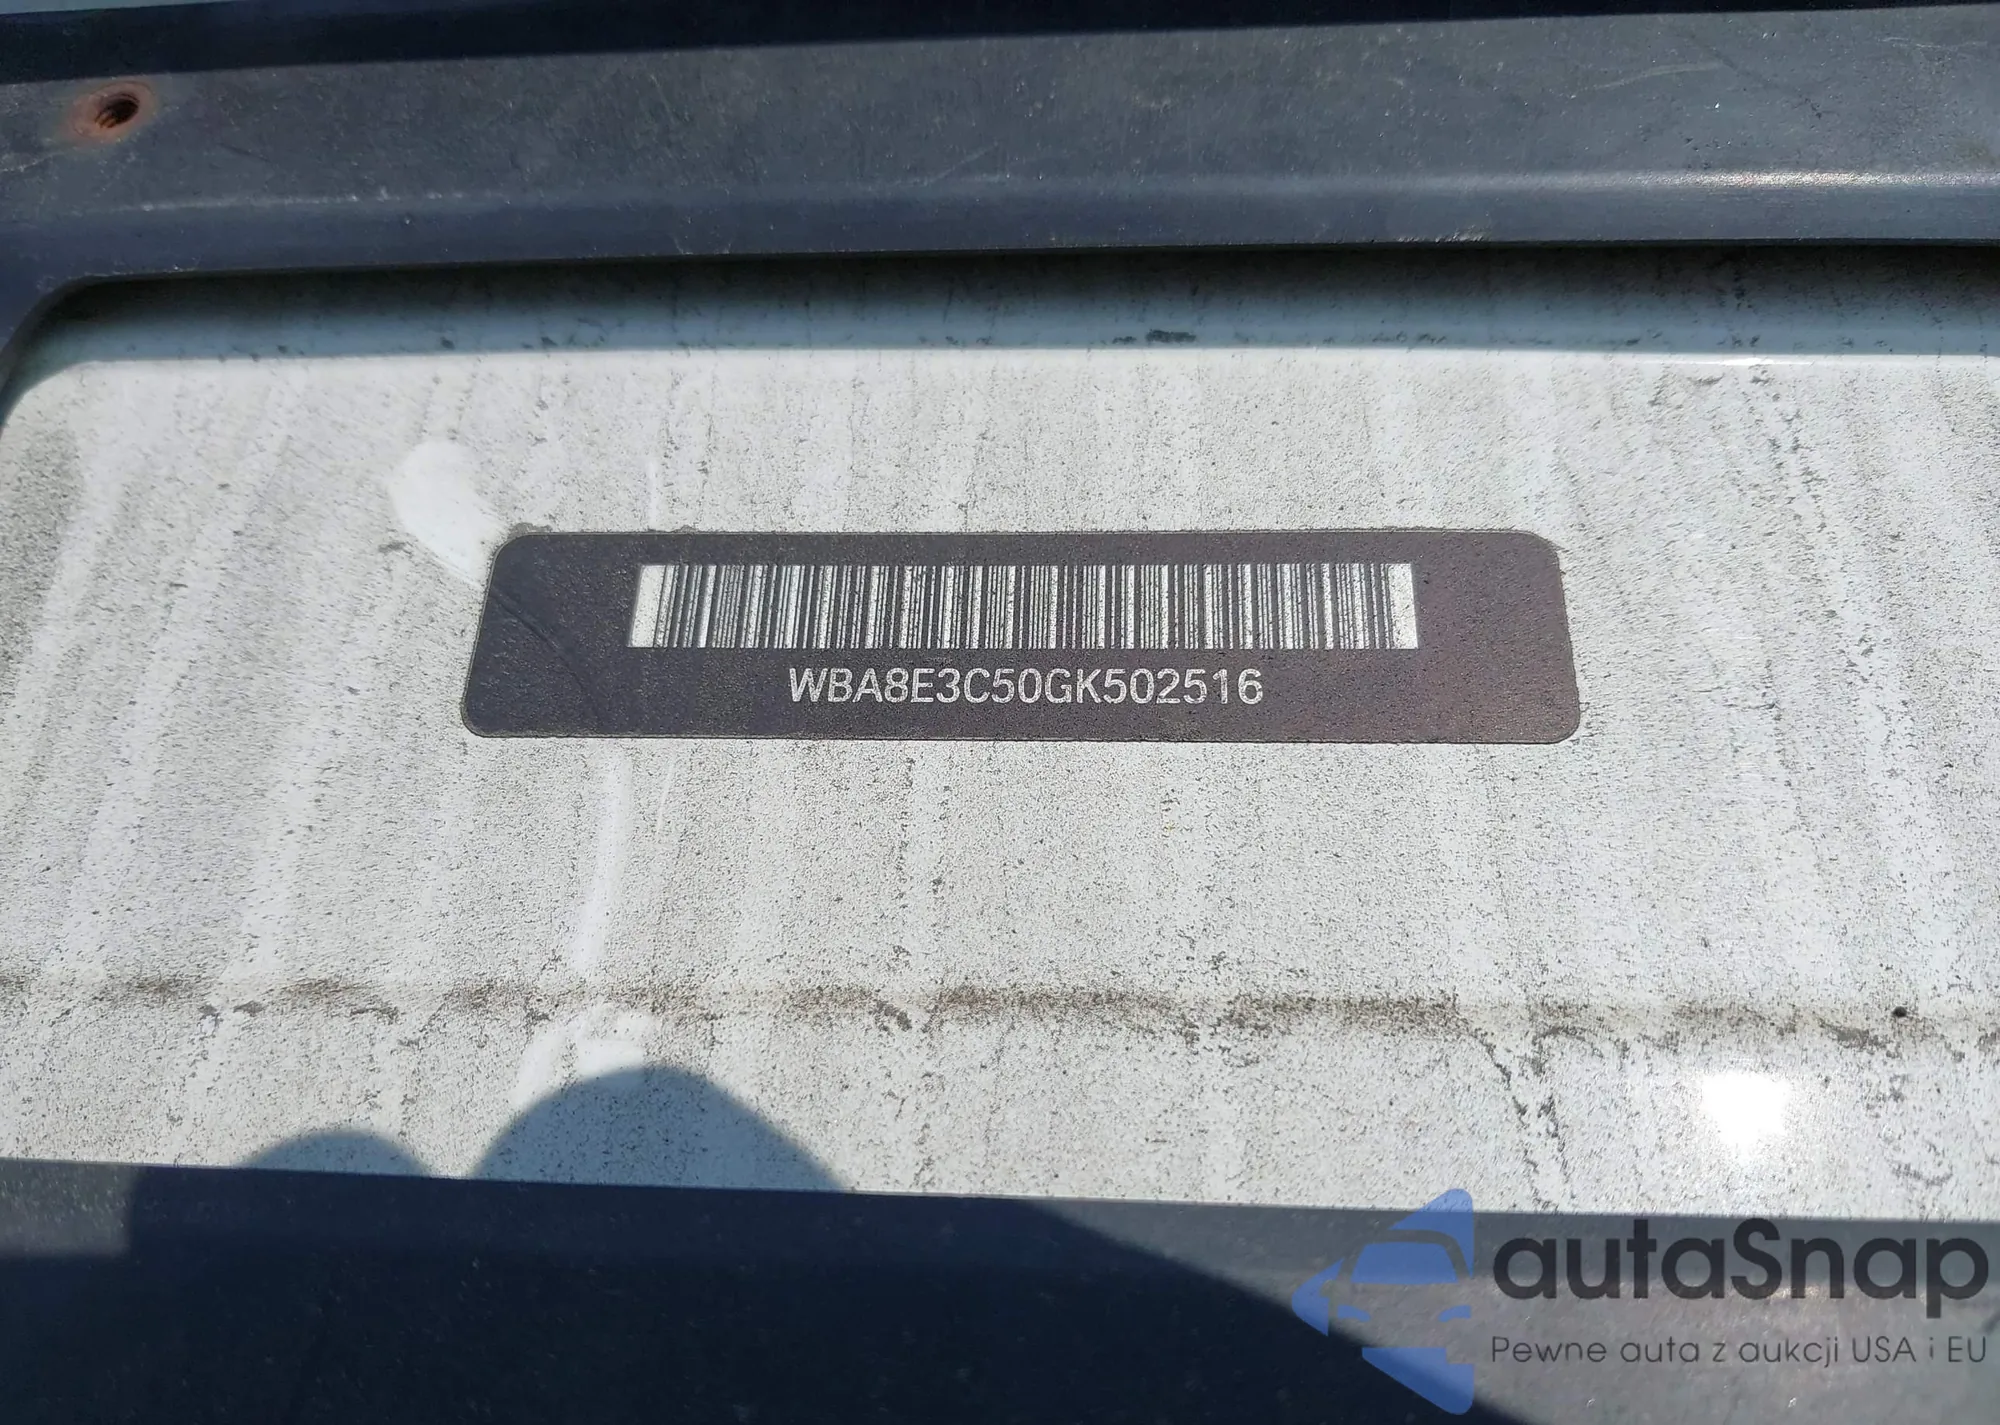 WBA8E3C50GK502516
autaSnap
Pewne auta z aukcji USA i EU